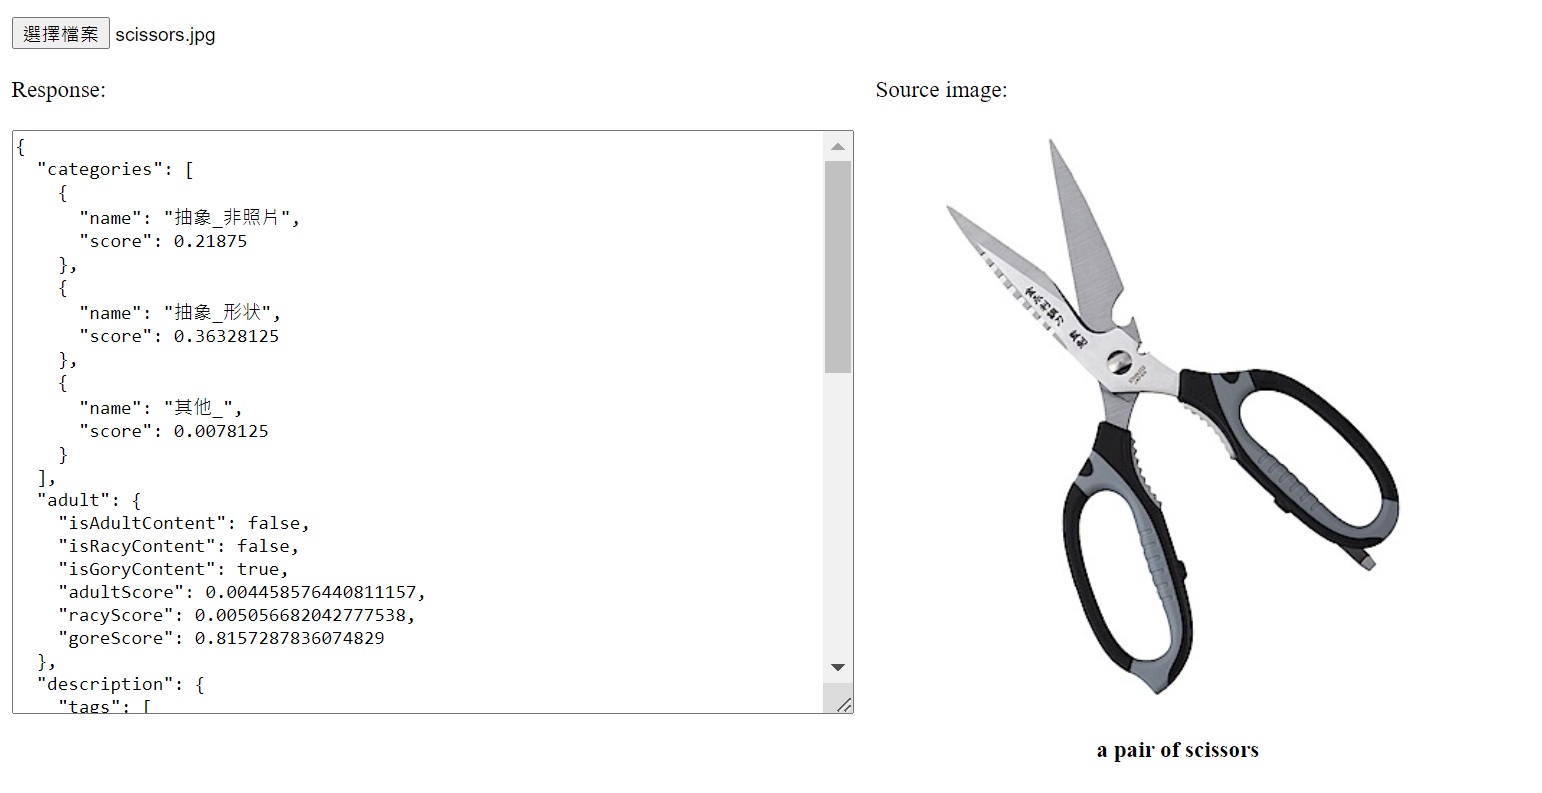 選擇檔案 scissors.jpg
Response:
Source image:
{
  "categories": [
    {
      "name": "抽象_非照片",
      "score": 0.21875
    },
    {
      "name": "抽象_形状",
      "score": 0.36328125
    },
    {
      "name": "其他_",
      "score": 0.0078125
    }
  ],
  "adult": {
    "isAdultContent": false,
    "isRacyContent": false,
    "isGoryContent": true,
    "adultScore": 0.004458576440811157,
    "racyScore": 0.005056682042777538,
    "goreScore": 0.8157287836074829
  },
  "description": {
    "tags": [
a pair of scissors